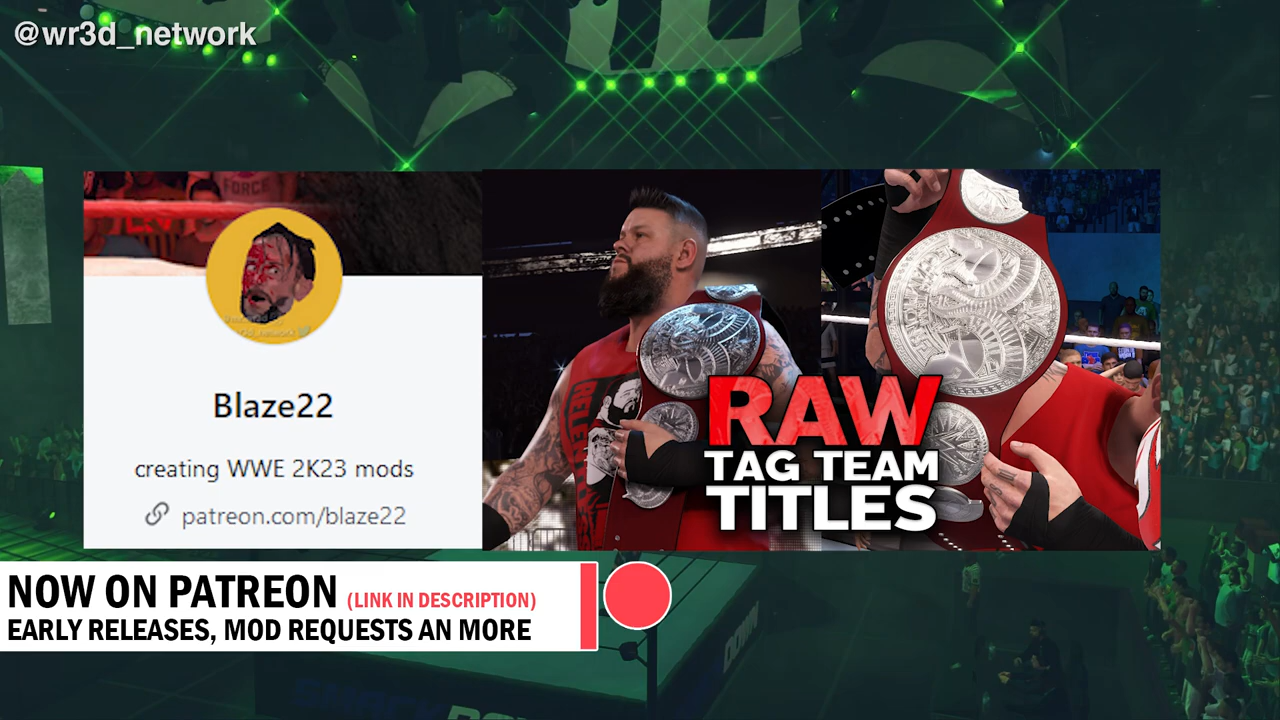 @wr3d_network
FORCE
Blaze22
creating WWE 2K23 mods
patreon.com/blaze22
RAW
TAG TEAM
TITLES
NOW ON PATREON (LINK IN DESCRIPTION)
EARLY RELEASES, MOD REQUESTS AN MORE